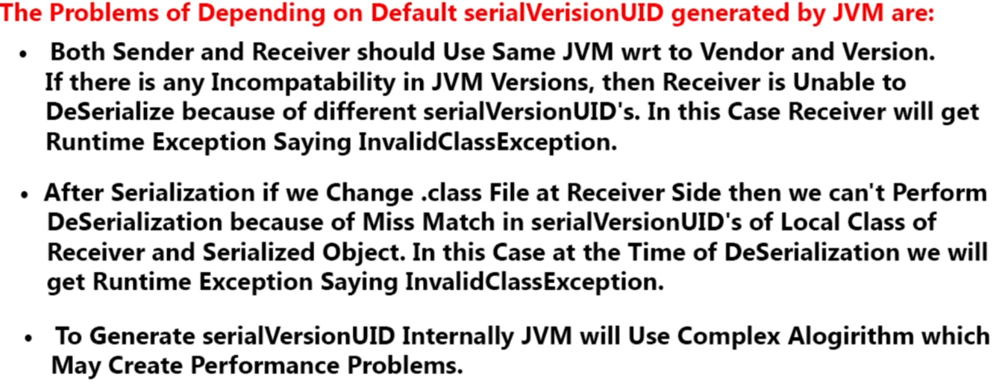 The Problems of Depending on Default serialVerisionUID generated by JVM are:
• Both Sender and Receiver should Use Same JVM wrt to Vendor and Version.
If there is any Incompatability in JVM Versions, then Receiver is Unable to
DeSerialize because of different serialVersionUID's. In this Case Receiver will get
Runtime Exception Saying InvalidClassException.
• After Serialization if we Change .class File at Receiver Side then we can't Perform
DeSerialization because of Miss Match in serialVersionUID's of Local Class of
Receiver and Serialized Object. In this Case at the Time of DeSerialization we will
get Runtime Exception Saying InvalidClassException.
• To Generate serialVersionUID Internally JVM will Use Complex Alogirithm which
May Create Performance Problems.